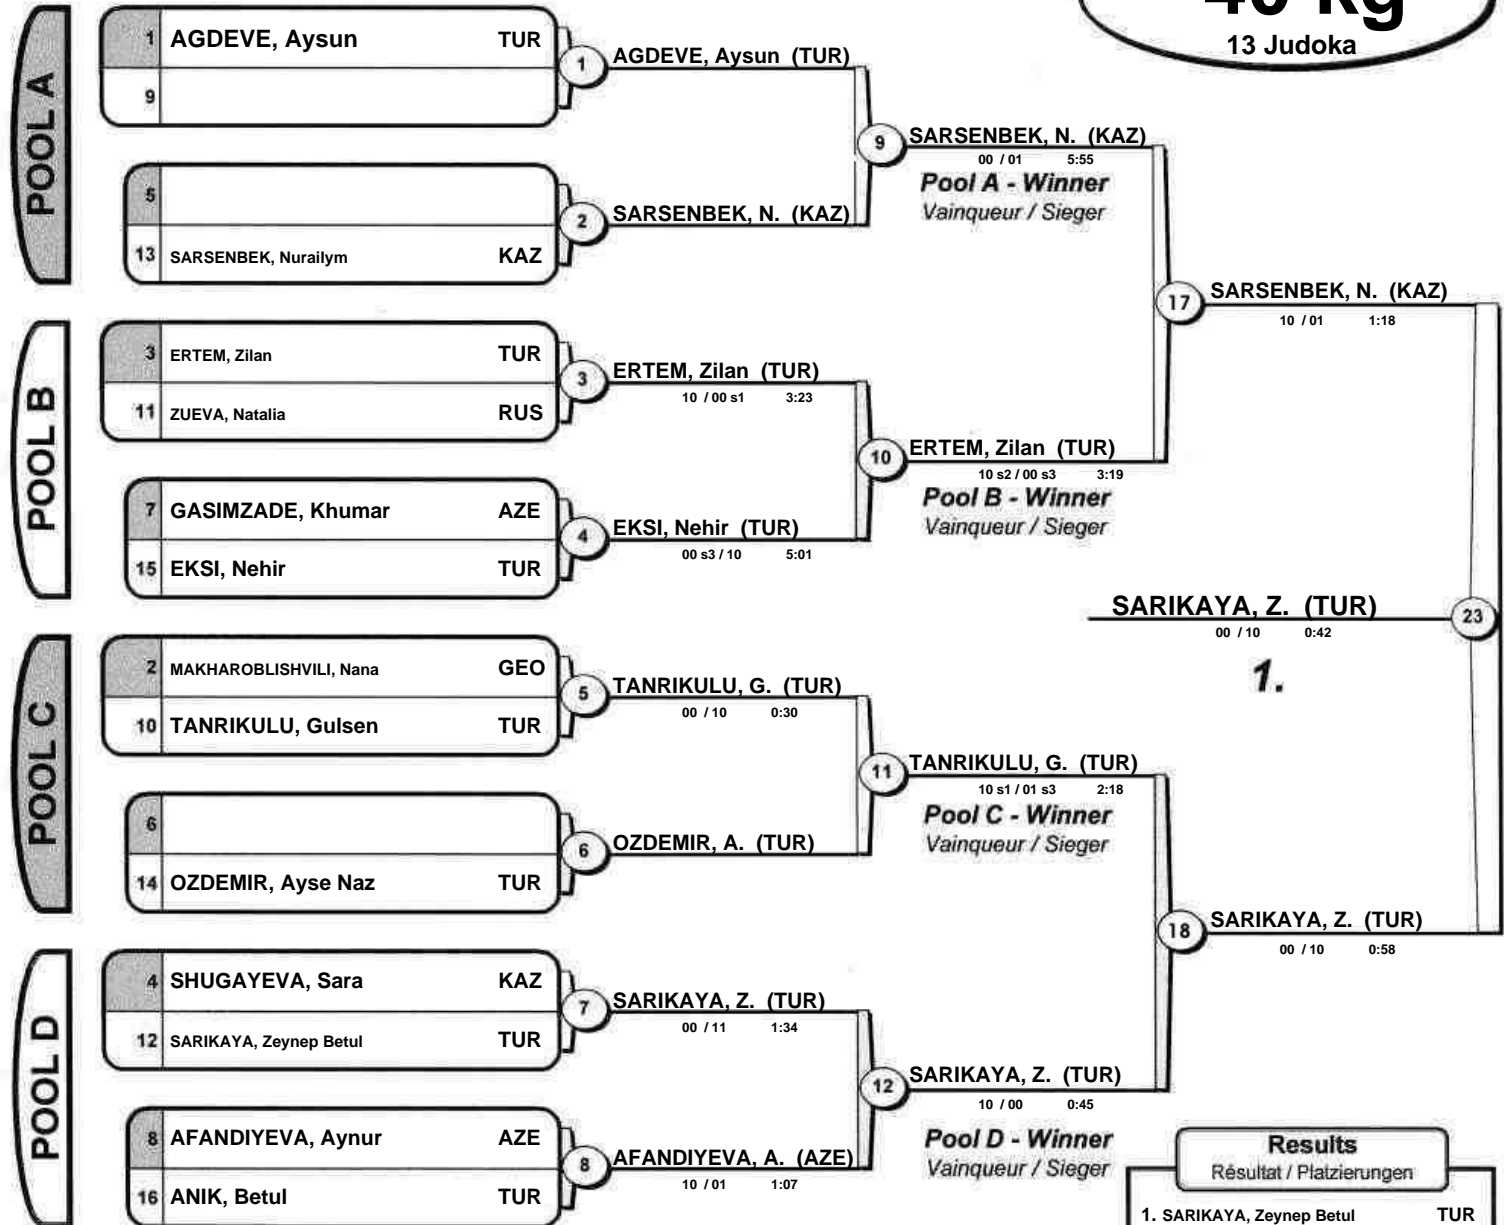 40 kg
13 Judoka
POOL A
1 AGDEVE, Aysun TUR
9
1 AGDEVE, Aysun (TUR)
5
13 SARSENBEK, Nurailym KAZ
2 SARSENBEK, N. (KAZ)
9 SARSENBEK, N. (KAZ)
00 / 01 5:55
Pool A - Winner
Vainqueur / Sieger
POOL B
3 ERTEM, Zilan TUR
11 ZUEVA, Natalia RUS
3 ERTEM, Zilan (TUR)
10 / 00 s1 3:23
7 GASIMZADE, Khumar AZE
15 EKSI, Nehir TUR
4 EKSI, Nehir (TUR)
00 s3 / 10 5:01
10 ERTEM, Zilan (TUR)
10 s2 / 00 s3 3:19
Pool B - Winner
Vainqueur / Sieger
17 SARSENBEK, N. (KAZ)
10 / 01 1:18
SARIKAYA, Z. (TUR) 23
00 / 10 0:42
1.
POOL C
2 MAKHAROBLISHVILI, Nana GEO
10 TANRIKULU, Gulsen TUR
5 TANRIKULU, G. (TUR)
00 / 10 0:30
6
14 OZDEMIR, Ayse Naz TUR
6 OZDEMIR, A. (TUR)
11 TANRIKULU, G. (TUR)
10 s1 / 01 s3 2:18
Pool C - Winner
Vainqueur / Sieger
POOL D
4 SHUGAYEVA, Sara KAZ
12 SARIKAYA, Zeynep Betul TUR
7 SARIKAYA, Z. (TUR)
00 / 11 1:34
8 AFANDIYEVA, Aynur AZE
16 ANIK, Betul TUR
8 AFANDIYEVA, A. (AZE)
10 / 01 1:07
12 SARIKAYA, Z. (TUR)
10 / 00 0:45
Pool D - Winner
Vainqueur / Sieger
18 SARIKAYA, Z. (TUR)
00 / 10 0:58
Results
Résultat / Platzierungen
1. SARIKAYA, Zeynep Betul TUR